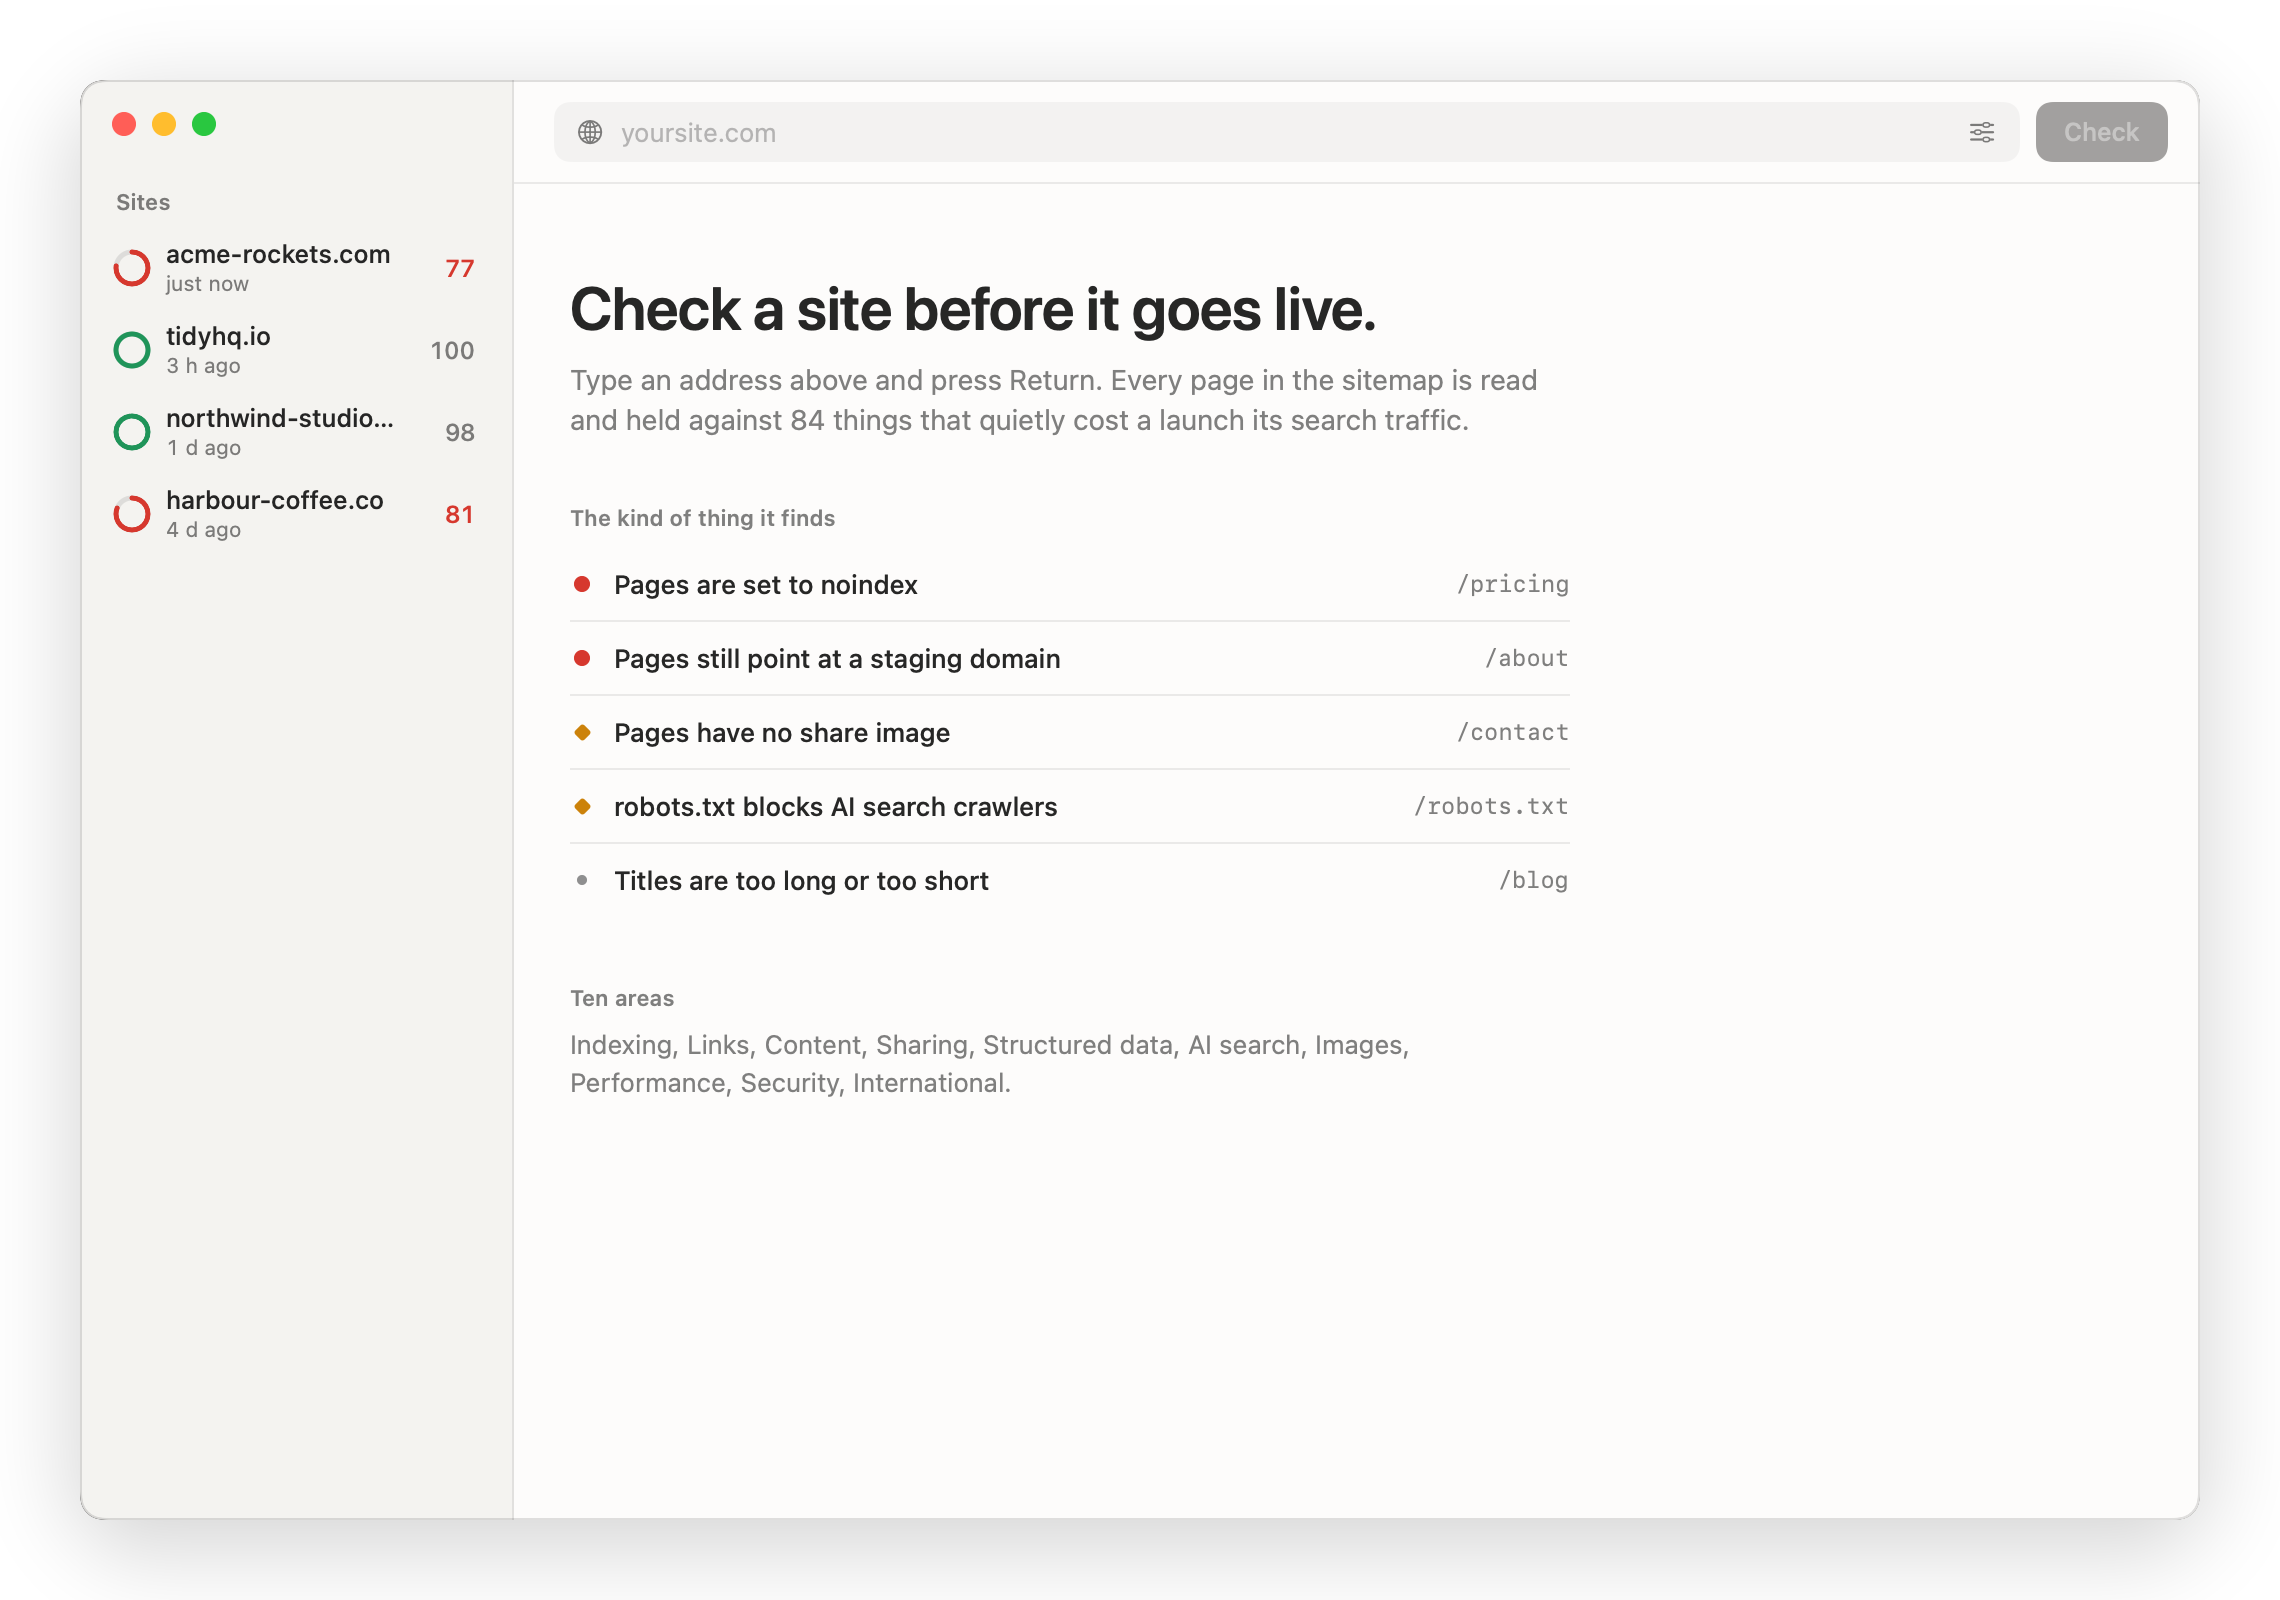 yoursite.com
Check
Sites
acme-rockets.com
just now
77
tidyhq.io
3 h ago
100
northwind-studio...
1 d ago
98
harbour-coffee.co
4 d ago
81
Check a site before it goes live.
Type an address above and press Return. Every page in the sitemap is read
and held against 84 things that quietly cost a launch its search traffic.
The kind of thing it finds
Pages are set to noindex /pricing
Pages still point at a staging domain /about
Pages have no share image /contact
robots.txt blocks AI search crawlers /robots.txt
Titles are too long or too short /blog
Ten areas
Indexing, Links, Content, Sharing, Structured data, AI search, Images,
Performance, Security, International.